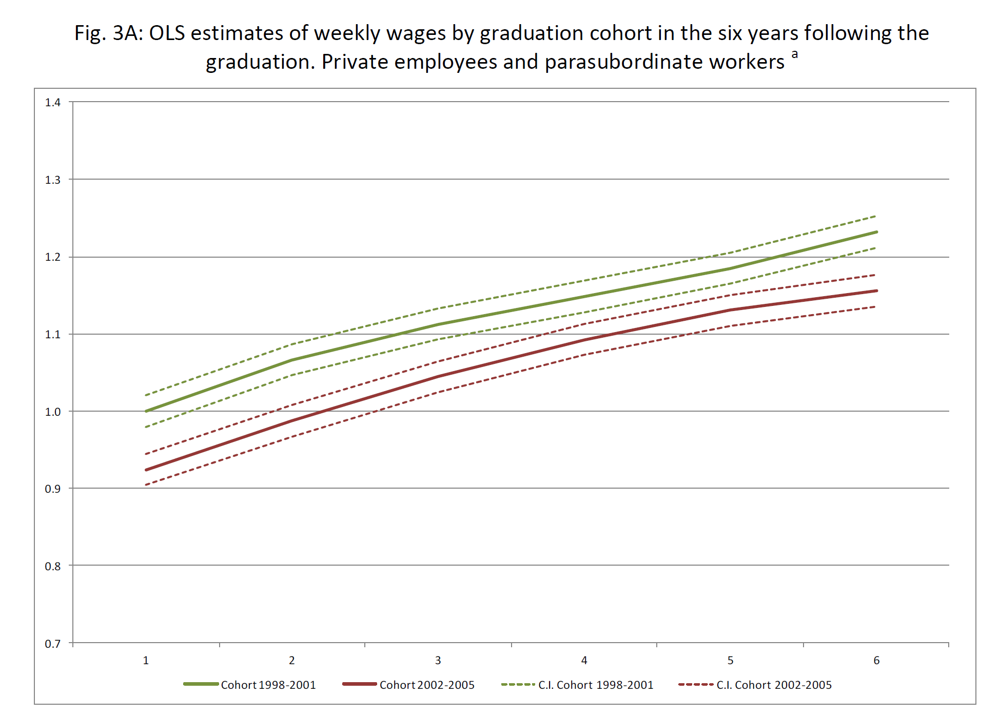 Fig. 3A: OLS estimates of weekly wages by graduation cohort in the six years following the
graduation. Private employees and parasubordinate workers a
1.4
1.3
1.2
1.1
1.0
0.9
0.8
0.7
1 2 3 4 5 6
Cohort 1998-2001 Cohort 2002-2005 C.I. Cohort 1998-2001 C.I. Cohort 2002-2005